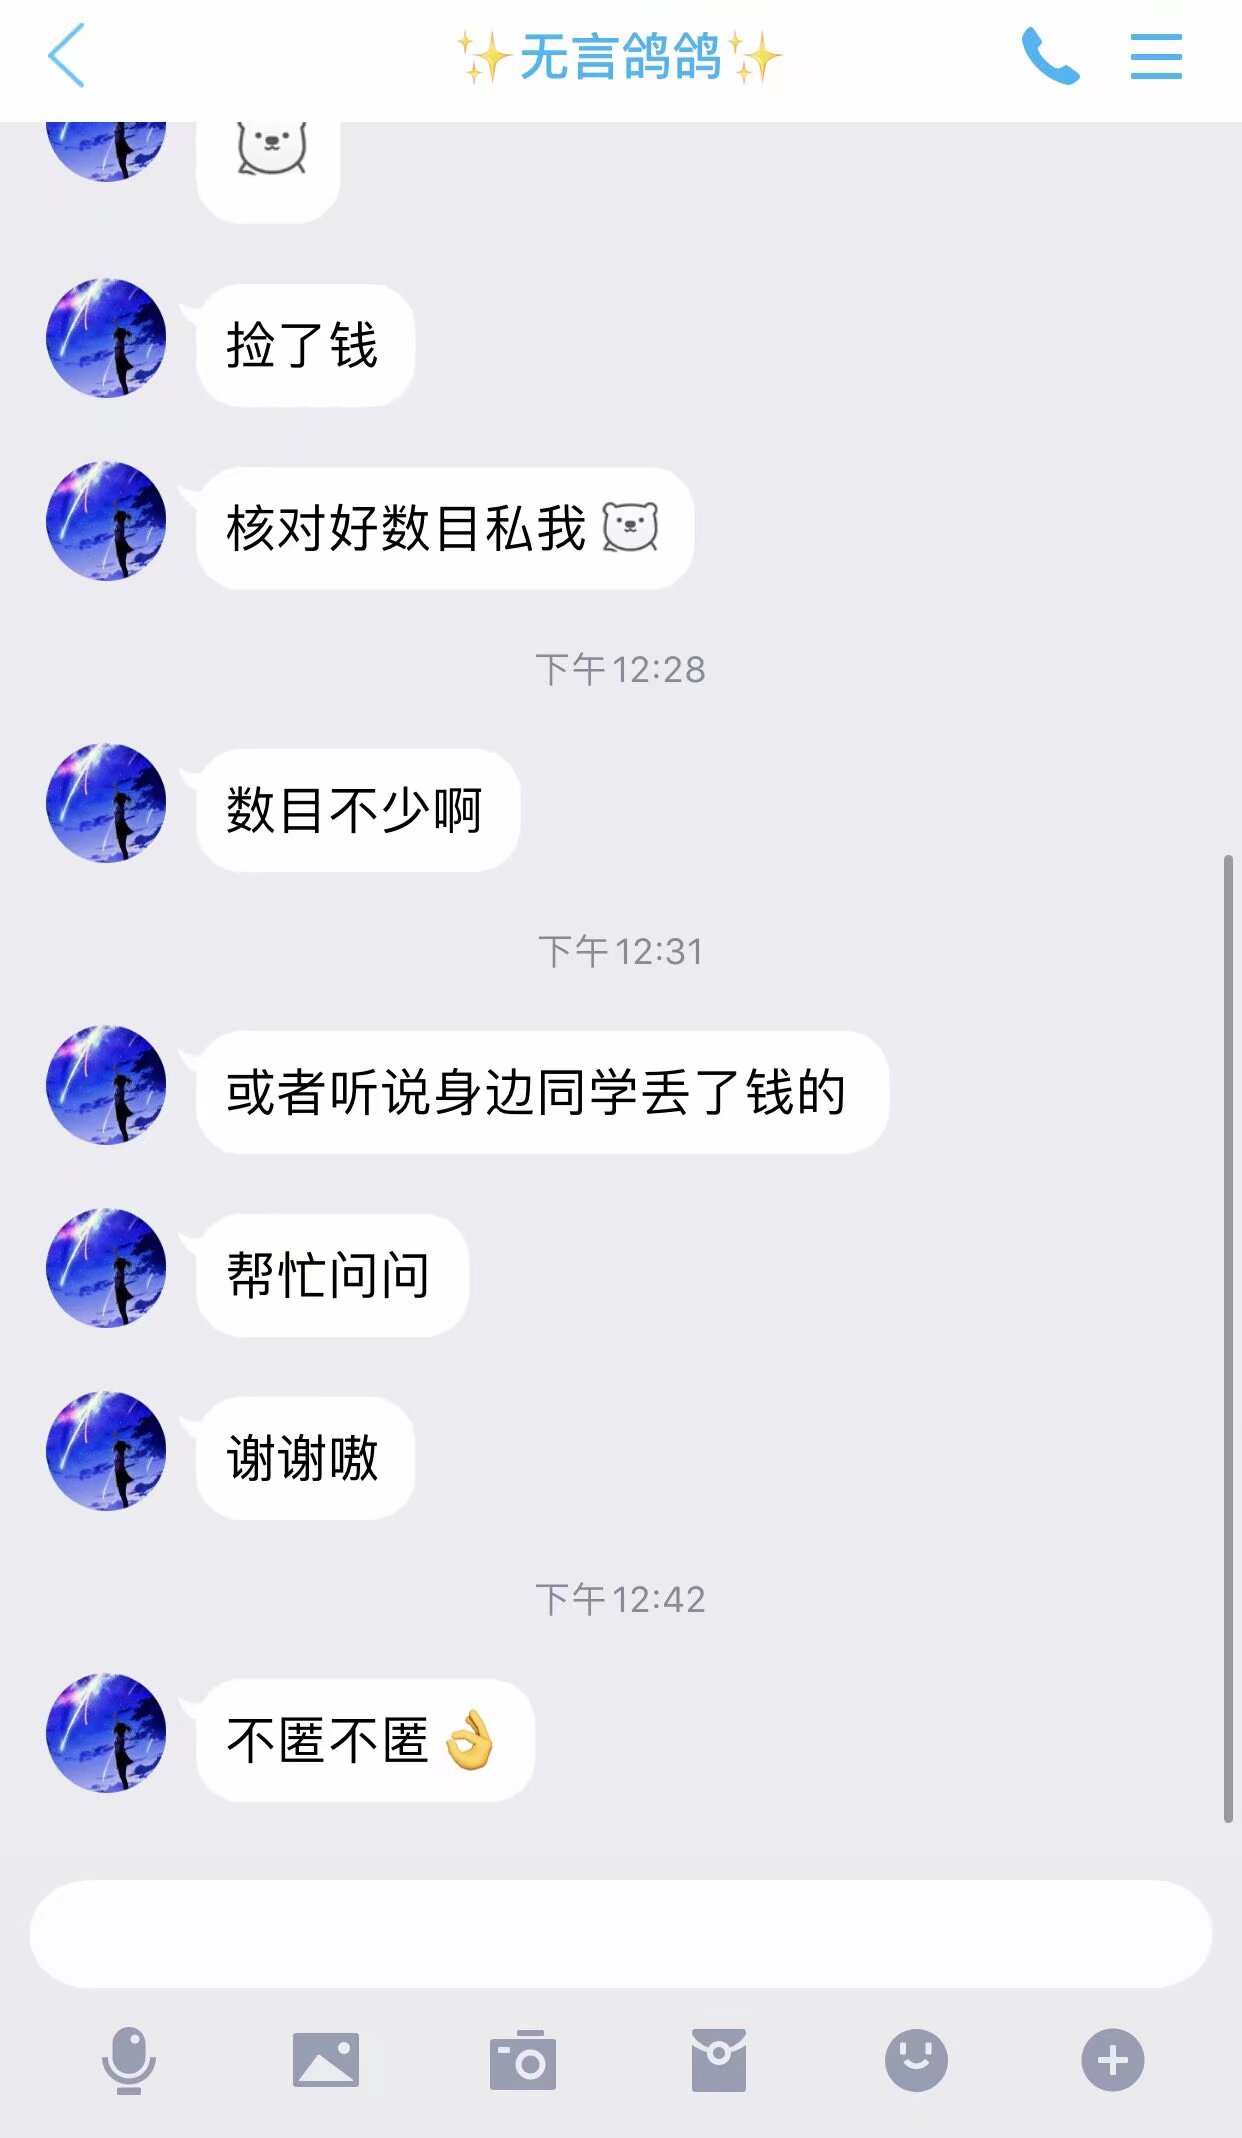 ✨无言鸽鸽✨
捡了钱
核对好数目私我
下午12:28
数目不少啊
下午12:31
或者听说身边同学丢了钱的
帮忙问问
谢谢嗷
下午12:42
不匿不匿👌